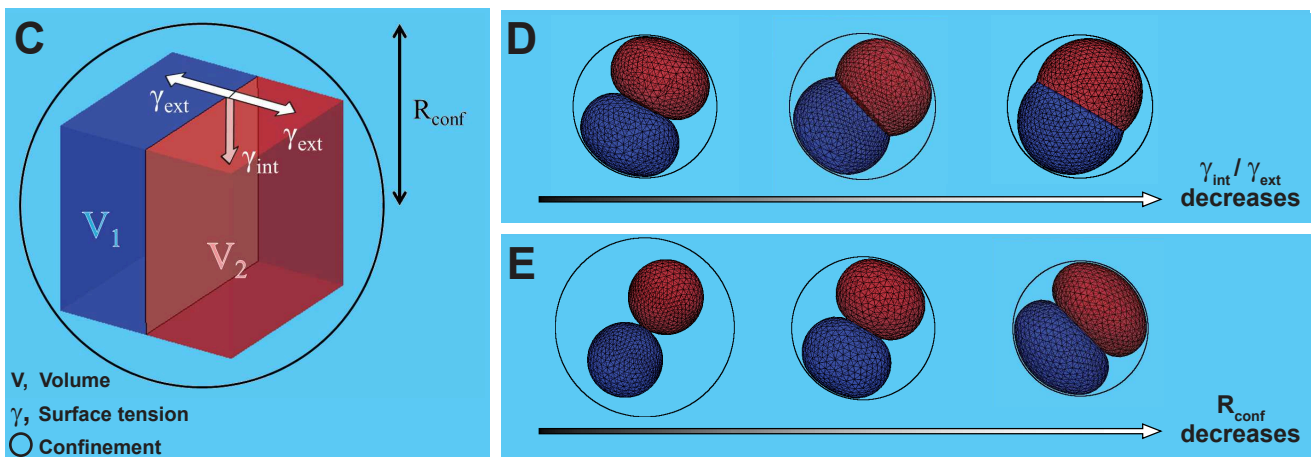 C
γext
γext
γint
Rconf
V1
V2
V, Volume
γ, Surface tension
Confinement
D
γint / γext
decreases
E
Rconf
decreases